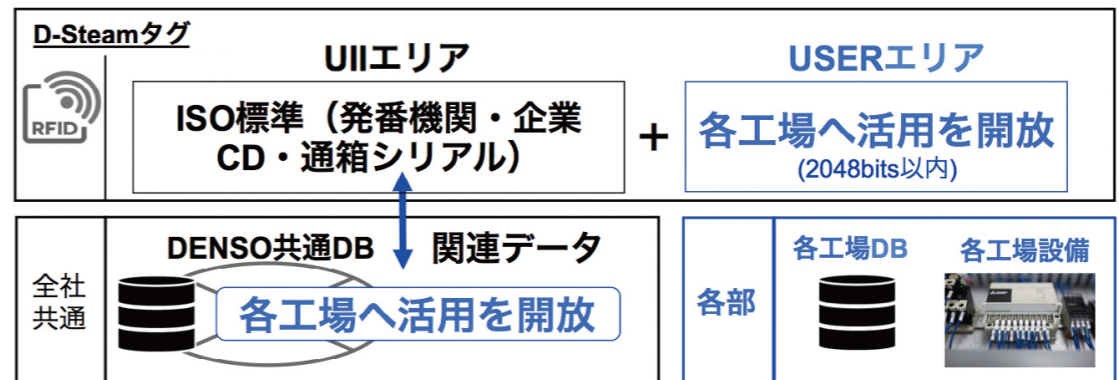 D-Steamタグ
RFID
UIIエリア
ISO標準（発番機関・企業
CD・通箱シリアル）
+
USERエリア
各工場へ活用を開放
(2048bits以内)
全社
共通
DENSO共通DB
関連データ
各工場へ活用を開放
各部
各工場DB
各工場設備